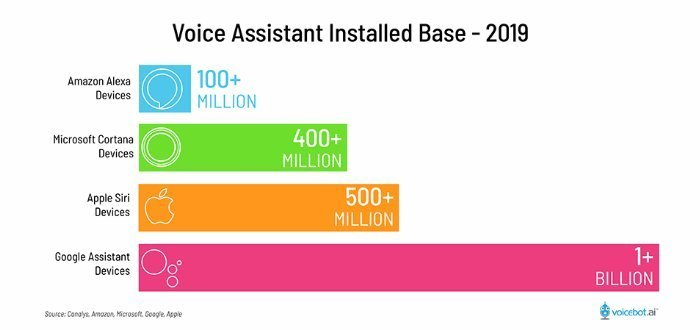 Voice Assistant Installed Base - 2019
Amazon Alexa
Devices
100+
MILLION
Microsoft Cortana
Devices
400+
MILLION
Apple Siri
Devices
500+
MILLION
Google Assistant
Devices
1+
BILLION
Source: Canalys, Amazon, Microsoft, Google, Apple
voicebot.ai